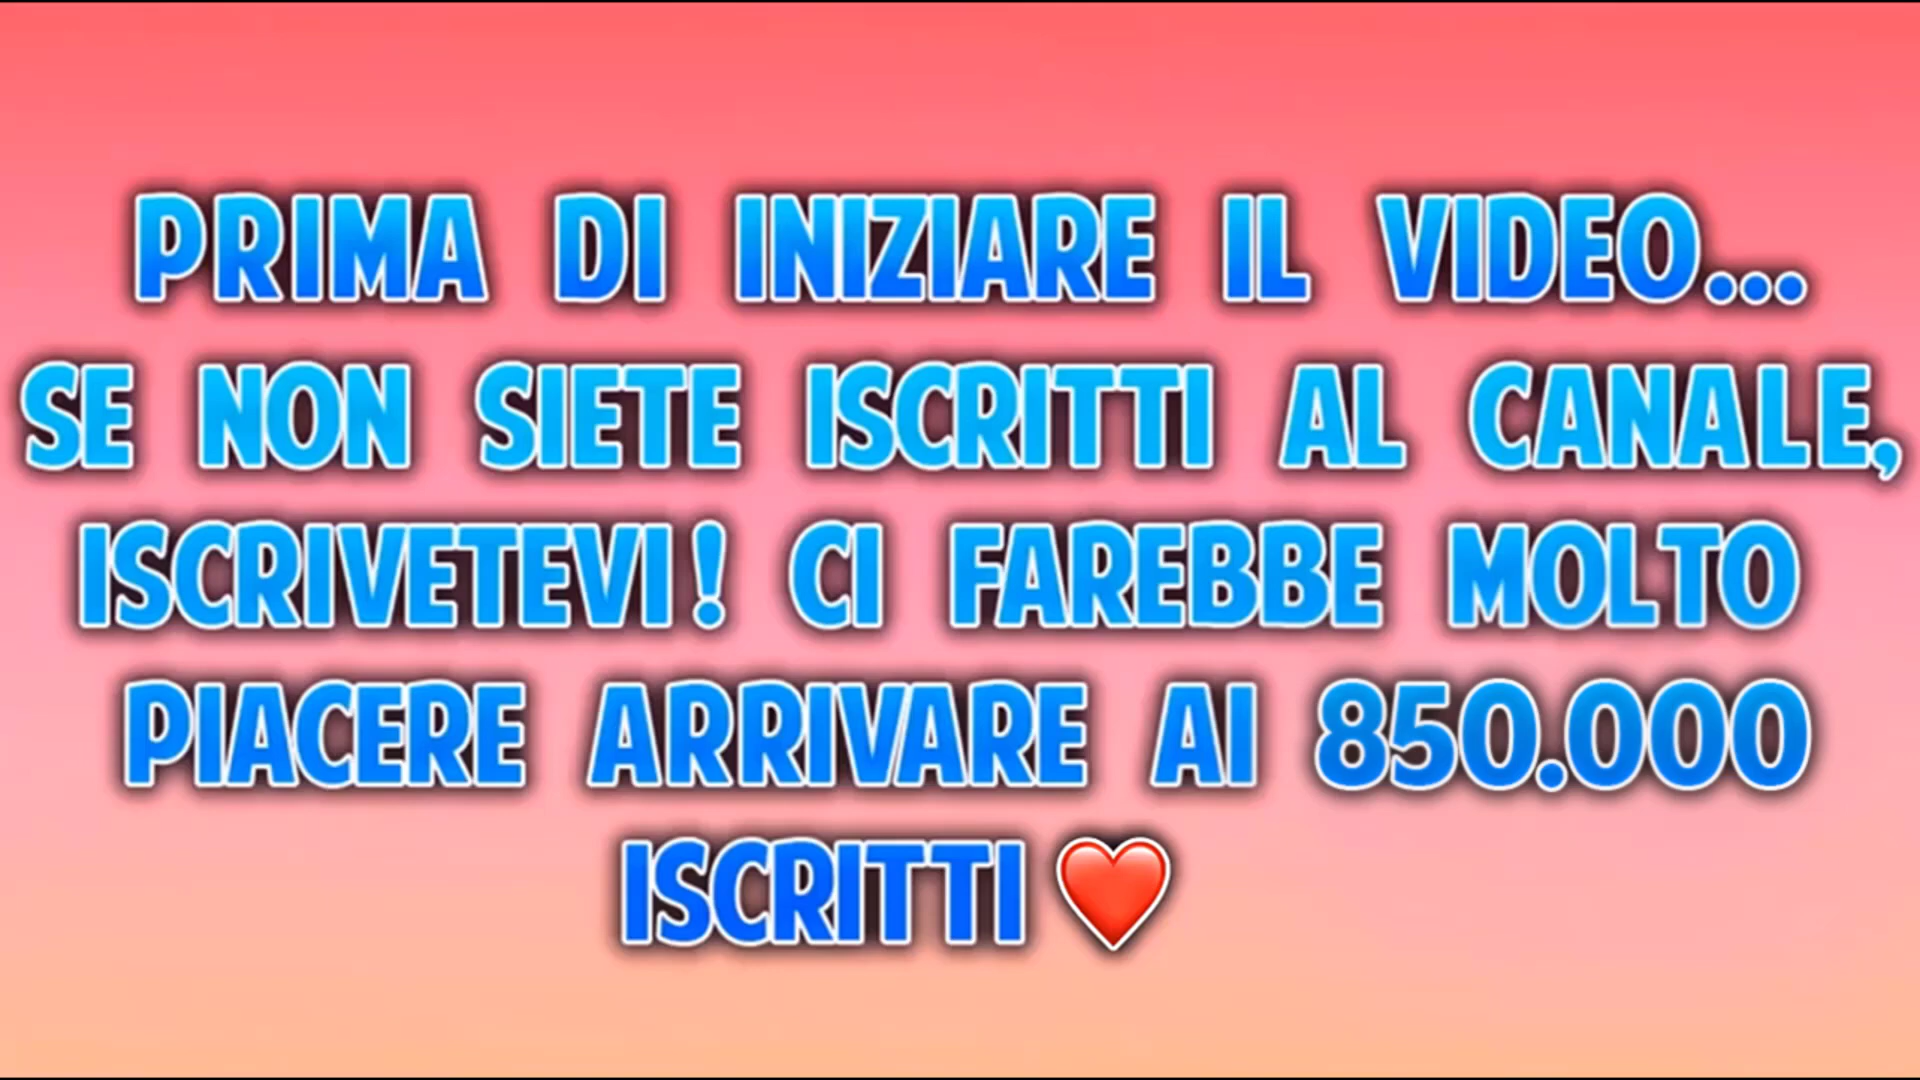 PRIMA DI INIZIARE IL VIDEO...
SE NON SIETE ISCRITTI AL CANALE,
ISCRIVETEVI! CI FAREBBE MOLTO
PIACERE ARRIVARE AI 850.000
ISCRITTI ❤️